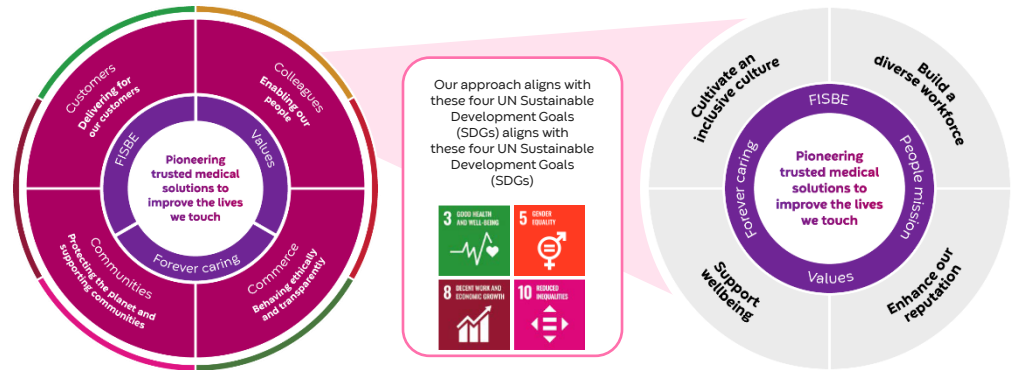 Customers
Delivering for
our customers
Colleagues
Enabling our
people
FISBE
Values
Pioneering
trusted medical
solutions to
improve the lives
we touch
Forever caring
Communities
Protecting the planet and
supporting communities
Commerce
Behaving ethically
and transparently
Our approach aligns with
these four UN Sustainable
Development Goals
(SDGs) aligns with
these four UN Sustainable
Development Goals
(SDGs)
3 GOOD HEALTH
AND WELL-BEING
5 GENDER
EQUALITY
8 DECENT WORK AND
ECONOMIC GROWTH
10 REDUCED
INEQUALITIES
Cultivate an
inclusive culture
Build a
diverse workforce
FISBE
Forever caring
People mission
Pioneering
trusted medical
solutions to
improve the lives
we touch
Values
Support
wellbeing
Enhance our
reputation